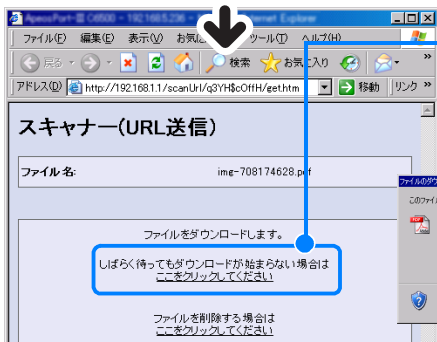 ApeosPort-II C6500 - 192.168.1.236 - Internet Explorer
ファイル(F) 編集(E) 表示(V) お気に ツール(T) ヘルプ(H)
戻る 検索 お気に入り
アドレス(D) http://192.168.1.1/scanUrl/q3YH$cOffH/get.htm 移動 リンク »
スキャナー(URL送信)
ファイル名: img-708174628.pdf
ファイルのダウ
このファイル
ファイルをダウンロードします。
しばらく待ってもダウンロードが始まらない場合は
ここをクリックしてください
ファイルを削除する場合は
ここをクリックしてください